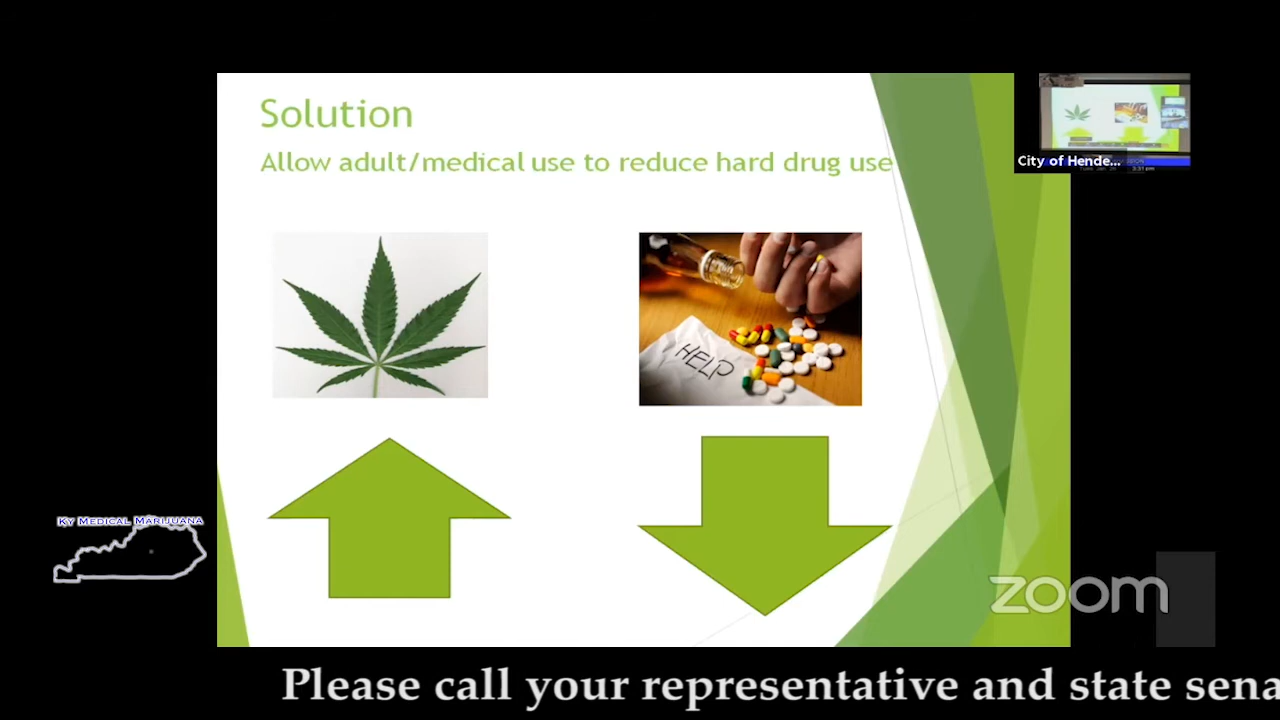 Solution
Allow adult/medical use to reduce hard drug use
City of Hende...
HELP
KY MEDICAL MARIJUANA
zoom
Please call your representative and state sena